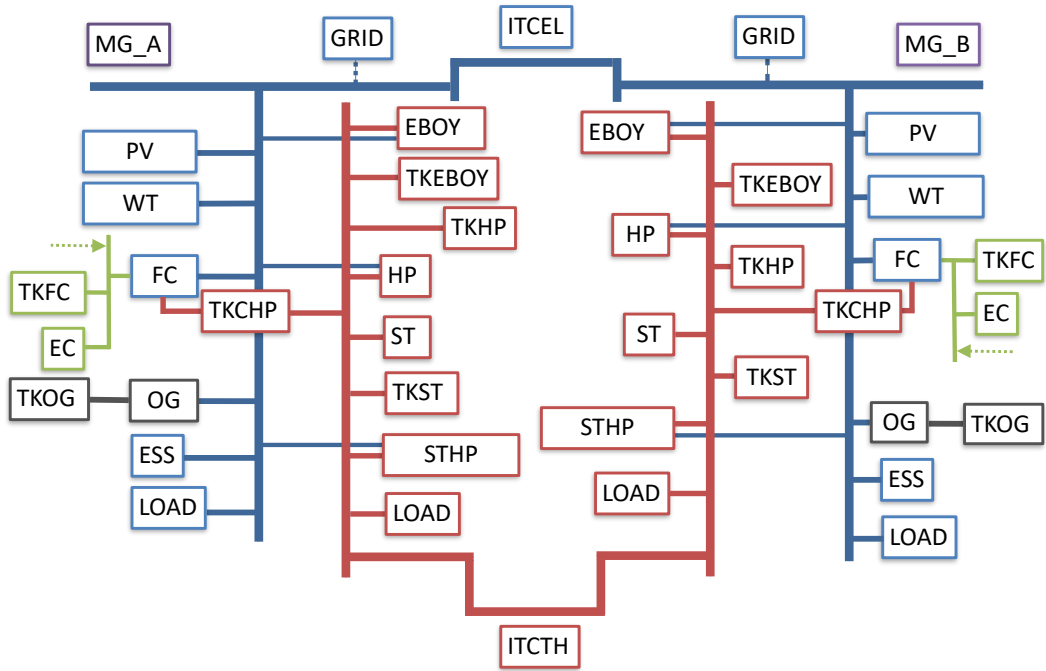 ITCEL
MG_A
GRID
GRID
MG_B
PV
EBOY
EBOY
PV
WT
TKEBOY
TKEBOY
WT
TKHP
HP
FC
HP
TKHP
FC
TKFC
TKFC
TKCHP
TKCHP
EC
ST
ST
EC
TKOG
OG
TKST
TKST
OG
TKOG
ESS
STHP
STHP
ESS
LOAD
LOAD
LOAD
LOAD
ITCTH